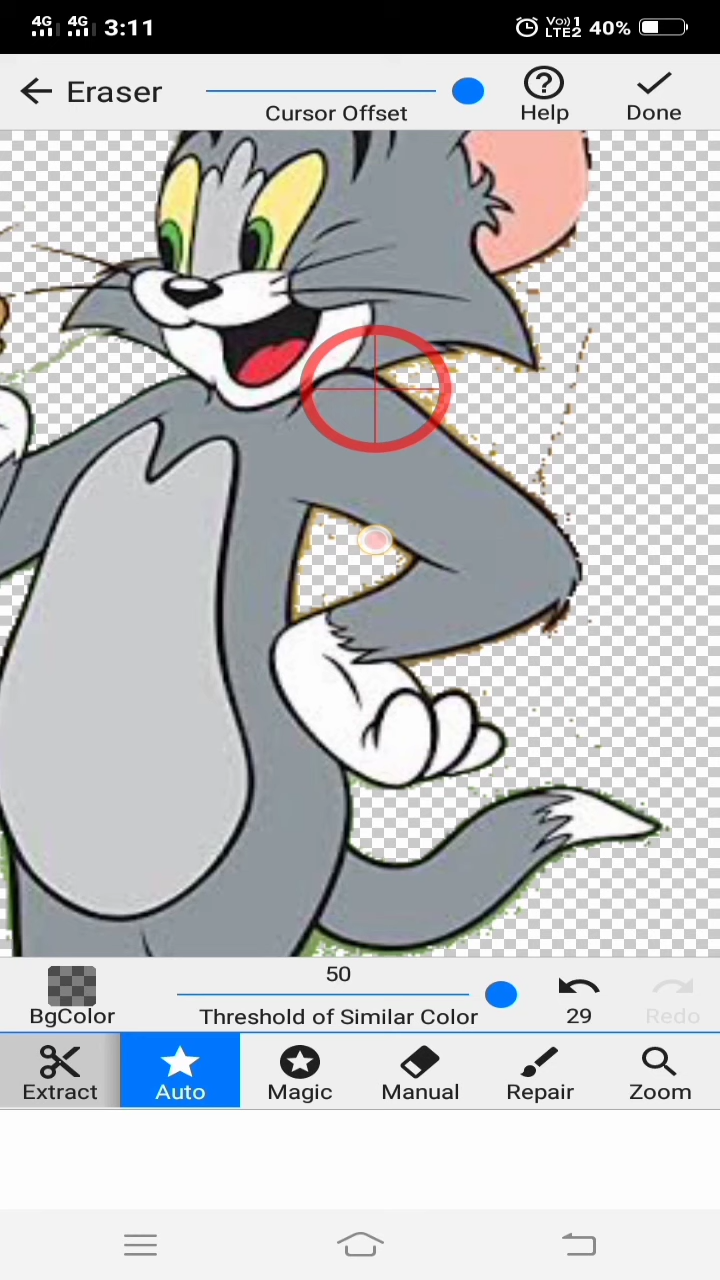 4G 4G 3:11 Vo)) 1 LTE2 40%
Eraser Cursor Offset Help Done
50
BgColor Threshold of Similar Color 29 Redo
Extract Auto Magic Manual Repair Zoom